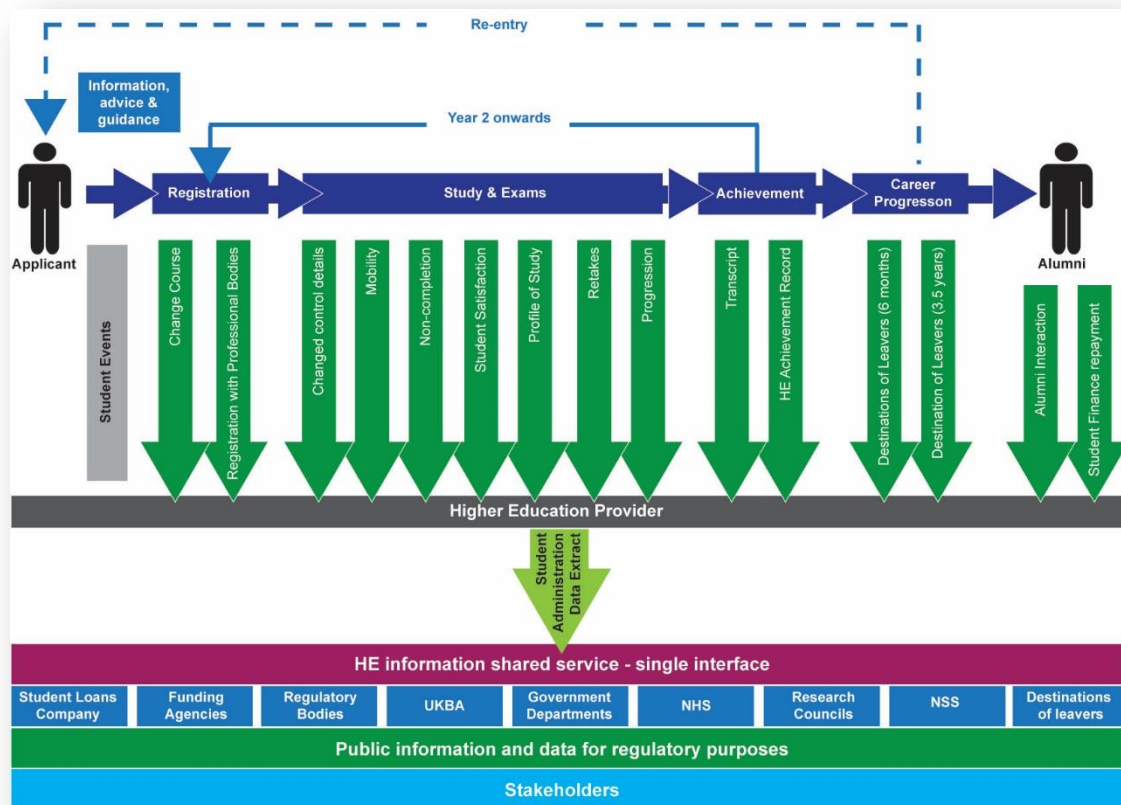 Re-entry
Information,
advice &
guidance
Year 2 onwards
Registration
Study & Exams
Achievement
Career
Progresson
Applicant
Alumni
Student Events
Change Course
Registration with Professional Bodies
Changed control details
Mobility
Non-completion
Student Satisfaction
Profile of Study
Retakes
Progression
Transcript
HE Achievement Record
Destinations of Leavers (6 months)
Destination of Leavers (3.5 years)
Alumni Interaction
Student Finance repayment
Higher Education Provider
Student
Administration
Data Extract
HE information shared service - single interface
Student Loans
Company
Funding
Agencies
Regulatory
Bodies
UKBA
Government
Departments
NHS
Research
Councils
NSS
Destinations
of leavers
Public information and data for regulatory purposes
Stakeholders